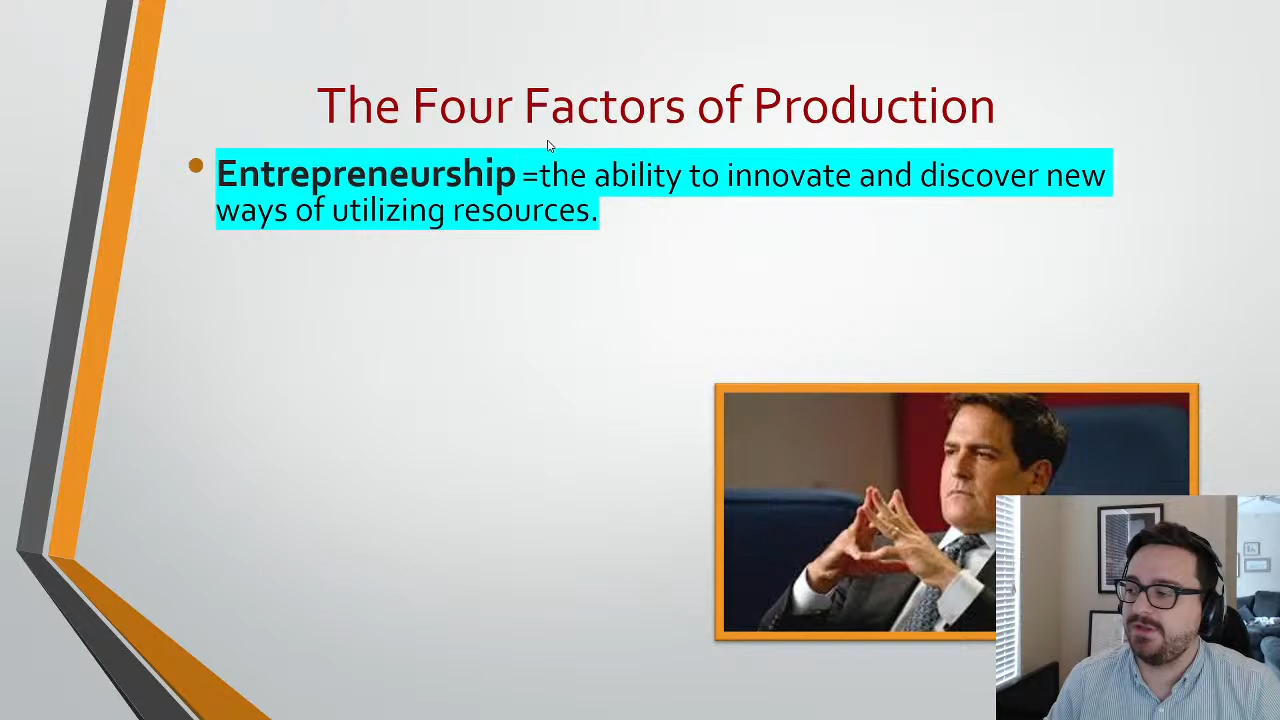 The Four Factors of Production
Entrepreneurship =the ability to innovate and discover new
ways of utilizing resources.